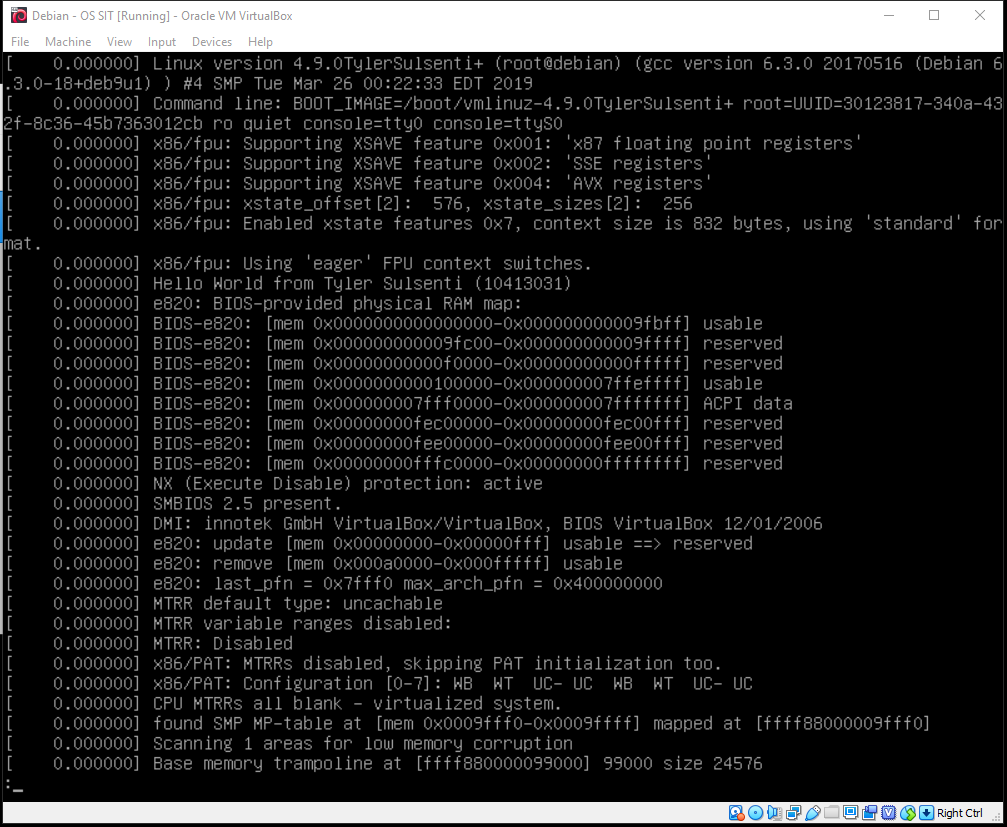 Debian - OS SIT [Running] - Oracle VM VirtualBox
File Machine View Input Devices Help
[    0.000000] Linux version 4.9.0TylerSulsenti+ (root@debian) (gcc version 6.3.0 20170516 (Debian 6
.3.0-18+deb9u1) ) #4 SMP Tue Mar 26 00:22:33 EDT 2019
[    0.000000] Command line: BOOT_IMAGE=/boot/vmlinuz-4.9.0TylerSulsenti+ root=UUID=30123817-340a-43
2f-8c36-45b7363012cb ro quiet console=tty0 console=ttyS0
[    0.000000] x86/fpu: Supporting XSAVE feature 0x001: 'x87 floating point registers'
[    0.000000] x86/fpu: Supporting XSAVE feature 0x002: 'SSE registers'
[    0.000000] x86/fpu: Supporting XSAVE feature 0x004: 'AVX registers'
[    0.000000] x86/fpu: xstate_offset[2]:  576, xstate_sizes[2]:  256
[    0.000000] x86/fpu: Enabled xstate features 0x7, context size is 832 bytes, using 'standard' for
mat.
[    0.000000] x86/fpu: Using 'eager' FPU context switches.
[    0.000000] Hello World from Tyler Sulsenti (10413031)
[    0.000000] e820: BIOS-provided physical RAM map:
[    0.000000] BIOS-e820: [mem 0x0000000000000000-0x000000000009fbff] usable
[    0.000000] BIOS-e820: [mem 0x000000000009fc00-0x000000000009ffff] reserved
[    0.000000] BIOS-e820: [mem 0x00000000000f0000-0x00000000000fffff] reserved
[    0.000000] BIOS-e820: [mem 0x0000000000100000-0x000000007ffeffff] usable
[    0.000000] BIOS-e820: [mem 0x000000007fff0000-0x000000007fffffff] ACPI data
[    0.000000] BIOS-e820: [mem 0x00000000fec00000-0x00000000fec00fff] reserved
[    0.000000] BIOS-e820: [mem 0x00000000fee00000-0x00000000fee00fff] reserved
[    0.000000] BIOS-e820: [mem 0x00000000fffc0000-0x00000000ffffffff] reserved
[    0.000000] NX (Execute Disable) protection: active
[    0.000000] SMBIOS 2.5 present.
[    0.000000] DMI: innotek GmbH VirtualBox/VirtualBox, BIOS VirtualBox 12/01/2006
[    0.000000] e820: update [mem 0x00000000-0x00000fff] usable ==> reserved
[    0.000000] e820: remove [mem 0x000a0000-0x000fffff] usable
[    0.000000] e820: last_pfn = 0x7fff0 max_arch_pfn = 0x400000000
[    0.000000] MTRR default type: uncachable
[    0.000000] MTRR variable ranges disabled:
[    0.000000] MTRR: Disabled
[    0.000000] x86/PAT: MTRRs disabled, skipping PAT initialization too.
[    0.000000] x86/PAT: Configuration [0-7]: WB  WT  UC- UC  WB  WT  UC- UC
[    0.000000] CPU MTRRs all blank - virtualized system.
[    0.000000] found SMP MP-table at [mem 0x0009fff0-0x0009ffff] mapped at [ffff88000009fff0]
[    0.000000] Scanning 1 areas for low memory corruption
[    0.000000] Base memory trampoline at [ffff880000099000] 99000 size 24576
:_
Right Ctrl